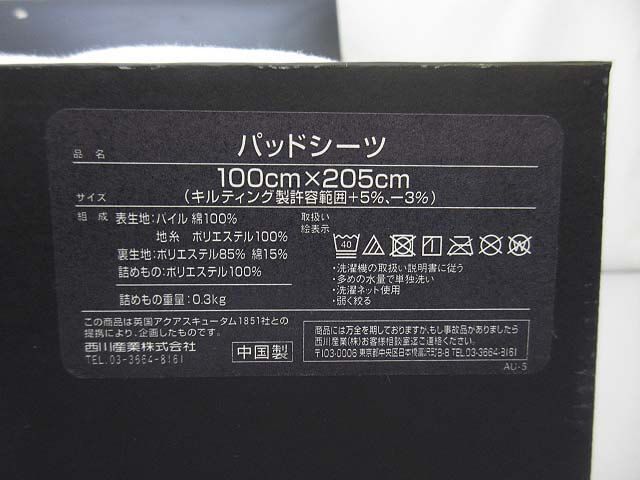 品名 パッドシーツ
サイズ 100cm×205cm
(キルティング製許容範囲+5%、−3%)
組成 表生地:パイル 綿100%
地糸 ポリエステル100%
裏生地:ポリエステル85% 綿15%
詰めもの:ポリエステル100%
詰めもの重量:0.3kg
取扱い
絵表示
40
・洗濯機の取扱い説明書に従う
・多めの水量で単独洗い
・洗濯ネット使用
・弱く絞る
この商品は英国アクアスキュータム1851社との
提携により、企画したものです。
西川産業株式会社
TEL.03-3664-8161
中国製
商品には万全を期しておりますが、もし事故品がありましたら
西川産業(株)お客様相談室迄ご連絡ください。
〒103-0006 東京都中央区日本橋富沢町8-8 TEL.03-3664-8161
AU-5